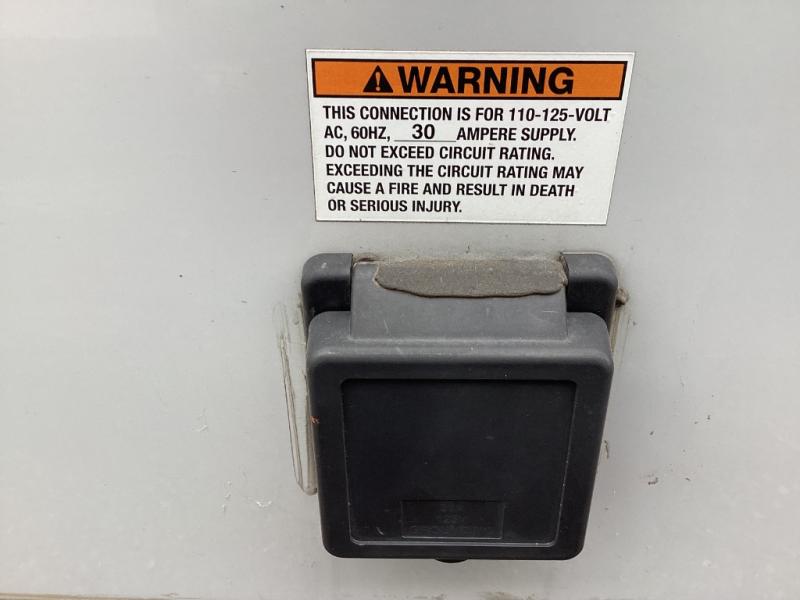 WARNING
THIS CONNECTION IS FOR 110-125-VOLT
AC, 60HZ, 30 AMPERE SUPPLY.
DO NOT EXCEED CIRCUIT RATING.
EXCEEDING THE CIRCUIT RATING MAY
CAUSE A FIRE AND RESULT IN DEATH
OR SERIOUS INJURY.